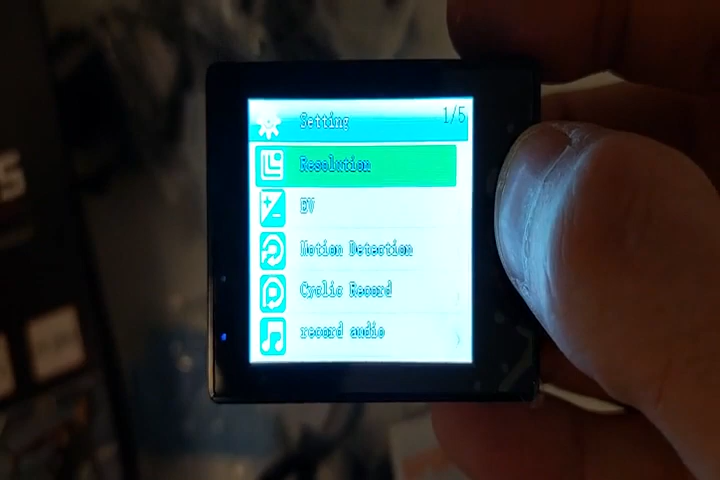 Setting 1/5
Resolution
EV
Motion Detection
Cyclic Record
record audio
S